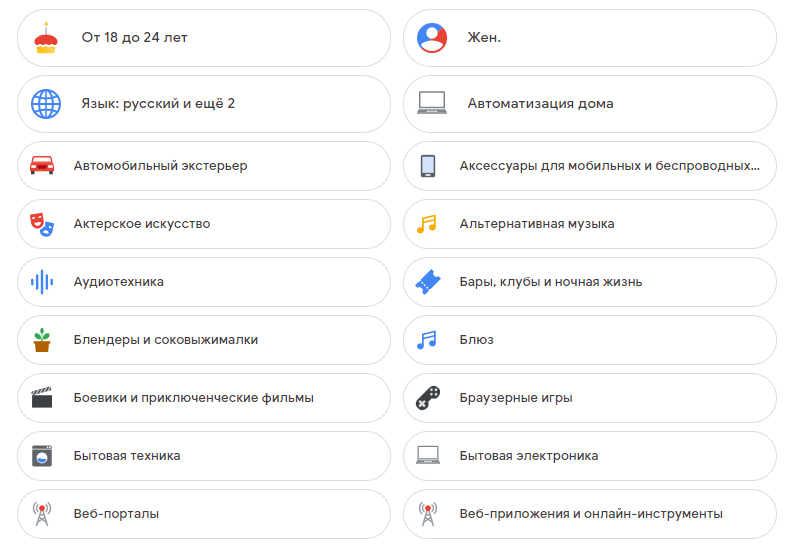 От 18 до 24 лет
Жен.
Язык: русский и ещё 2
Автоматизация дома
Автомобильный экстерьер
Аксессуары для мобильных и беспроводных...
Актерское искусство
Альтернативная музыка
Аудиотехника
Бары, клубы и ночная жизнь
Блендеры и соковыжималки
Блюз
Боевики и приключенческие фильмы
Браузерные игры
Бытовая техника
Бытовая электроника
Веб-порталы
Веб-приложения и онлайн-инструменты